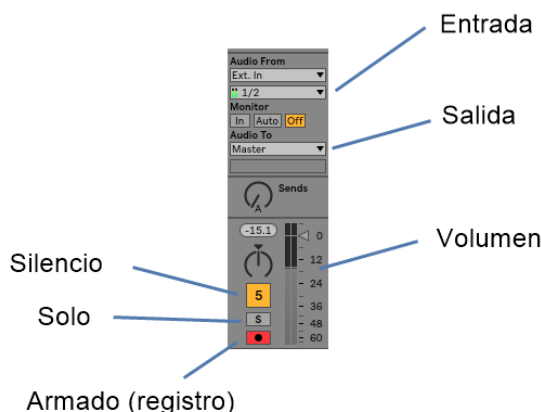 Entrada
Audio From
Ext. In
1/2
Monitor
In Auto Off
Audio To
Master
Salida
Sends
A
-15.1
0
12
Volumen
24
Silencio
5
36
Solo
S
48
60
Armado (registro)